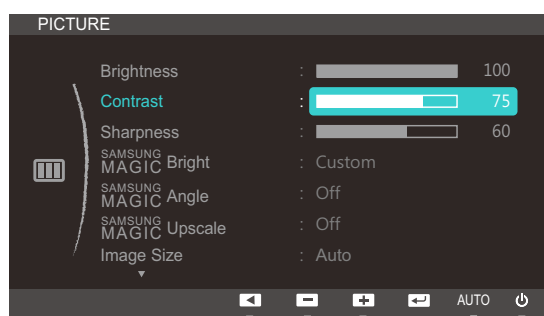 PICTURE
Brightness : 100
Contrast : 75
Sharpness : 60
SAMSUNG MAGIC Bright : Custom
SAMSUNG MAGIC Angle : Off
SAMSUNG MAGIC Upscale : Off
Image Size : Auto
AUTO